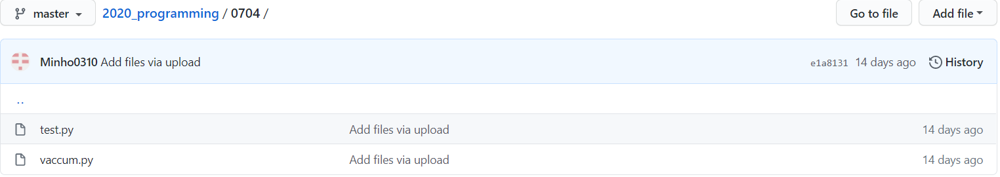 master 2020_programming / 0704 / Go to file Add file
Minho0310 Add files via upload e1a8131 14 days ago History
..
test.py Add files via upload 14 days ago
vaccum.py Add files via upload 14 days ago